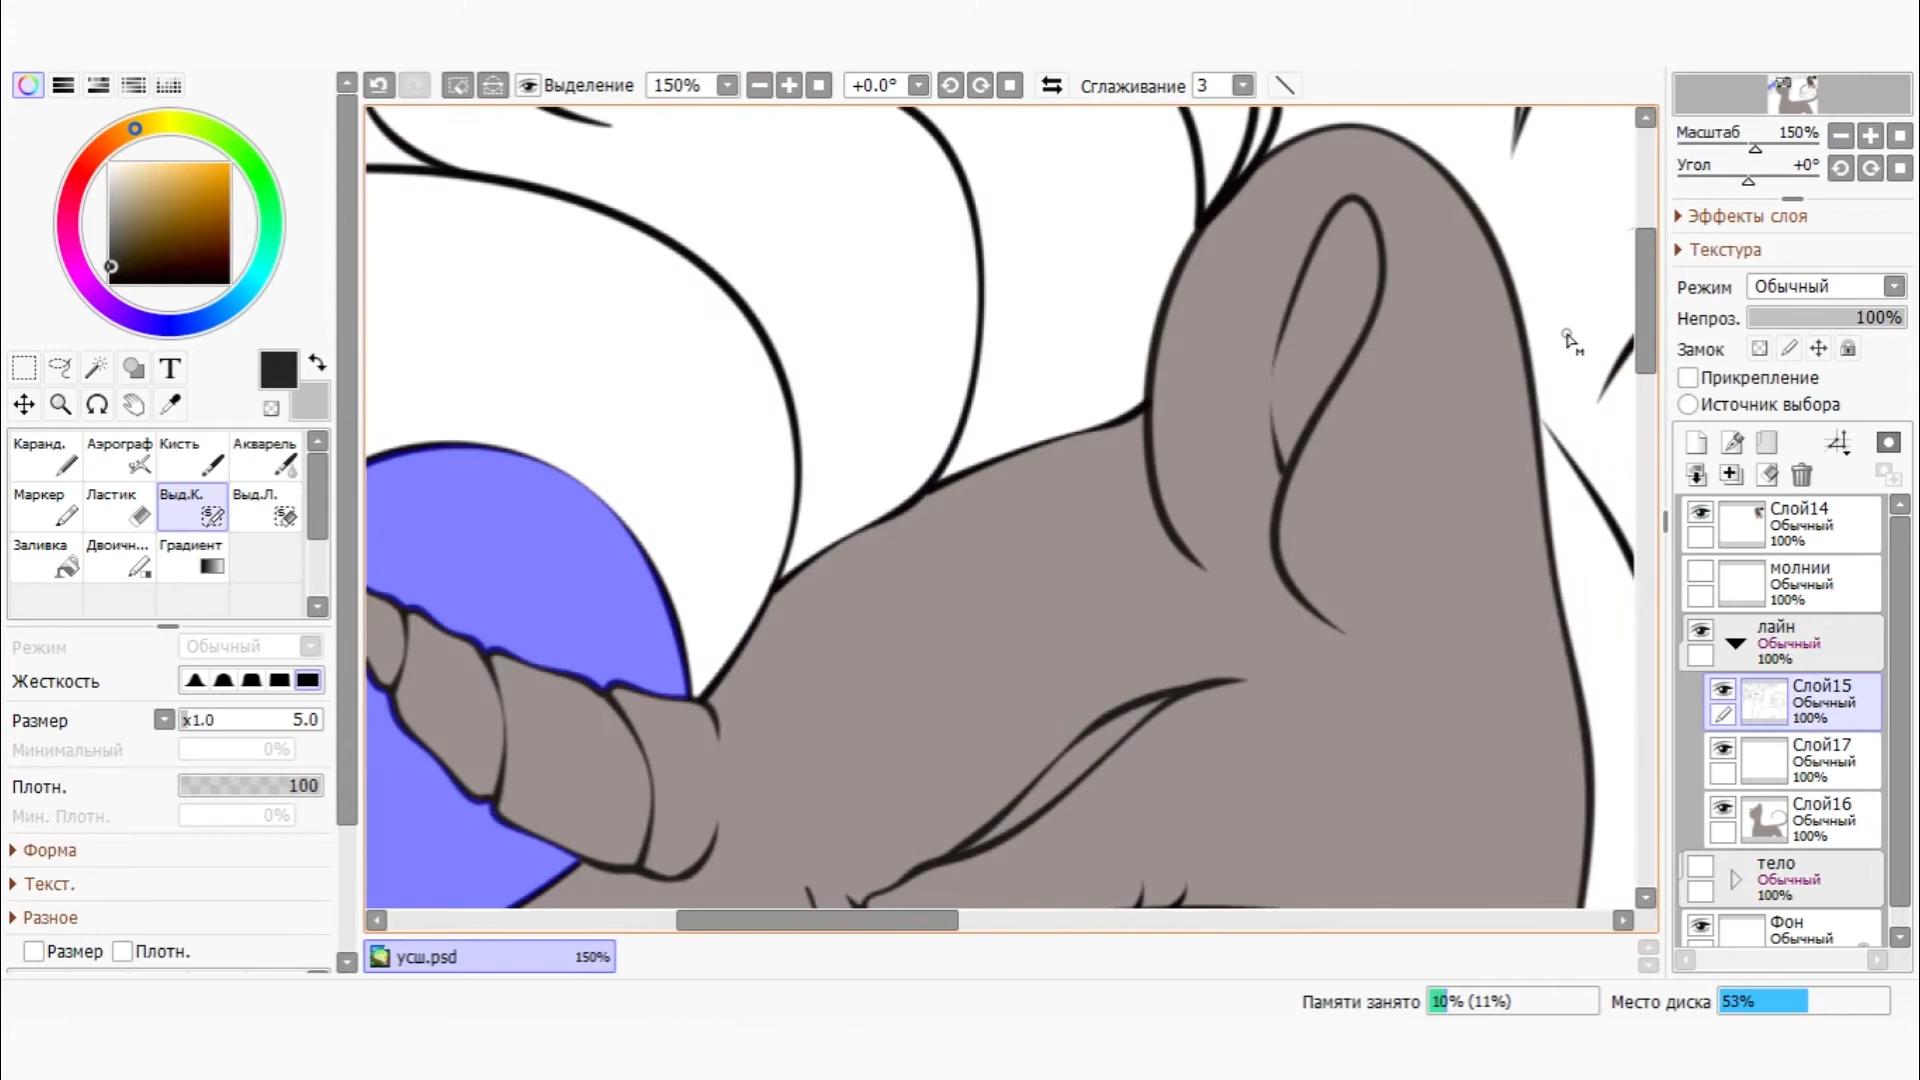 Выделение 150% +0.0° Сглаживание 3
Масштаб 150%
Угол +0°
Эффекты слоя
Текстура
Режим Обычный
Непроз. 100%
Замок
Прикрепление
Источник выбора
T
Каранд. Аэрограф Кисть Акварель
Маркер Ластик Выд.К. Выд.Л.
Заливка Двоичн... Градиент
Режим Обычный
Жесткость
Размер x1.0 5.0
Минимальный 0%
Плотн. 100
Мин. Плотн. 0%
Форма
Текст.
Разное
Размер Плотн.
Слой14
Обычный
100%
молнии
Обычный
100%
лайн
Обычный
100%
Слой15
Обычный
100%
Слой17
Обычный
100%
Слой16
Обычный
100%
тело
Обычный
100%
Фон
Обычный
усш.psd 150%
Памяти занято 10% (11%) Место диска 53%